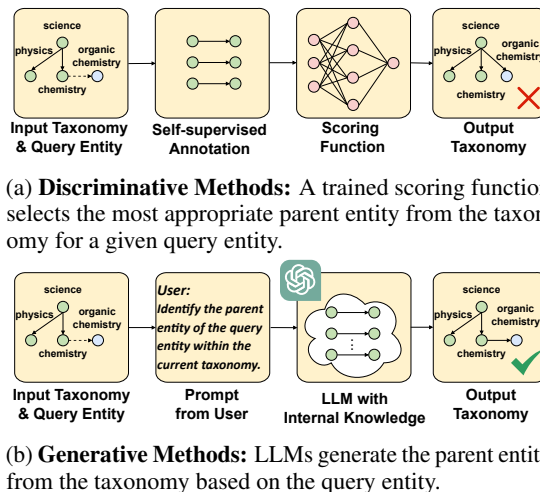 science
physics
organic
chemistry
chemistry
Input Taxonomy
& Query Entity
Self-supervised
Annotation
Scoring
Function
science
physics
organic
chemistry
chemistry
Output
Taxonomy
(a) Discriminative Methods: A trained scoring function
selects the most appropriate parent entity from the taxon-
omy for a given query entity.
science
physics
organic
chemistry
chemistry
Input Taxonomy
& Query Entity
User:
Identify the parent
entity of the query
entity within the
current taxonomy.
Prompt
from User
LLM with
Internal Knowledge
science
physics
organic
chemistry
chemistry
Output
Taxonomy
(b) Generative Methods: LLMs generate the parent entit
from the taxonomy based on the query entity.